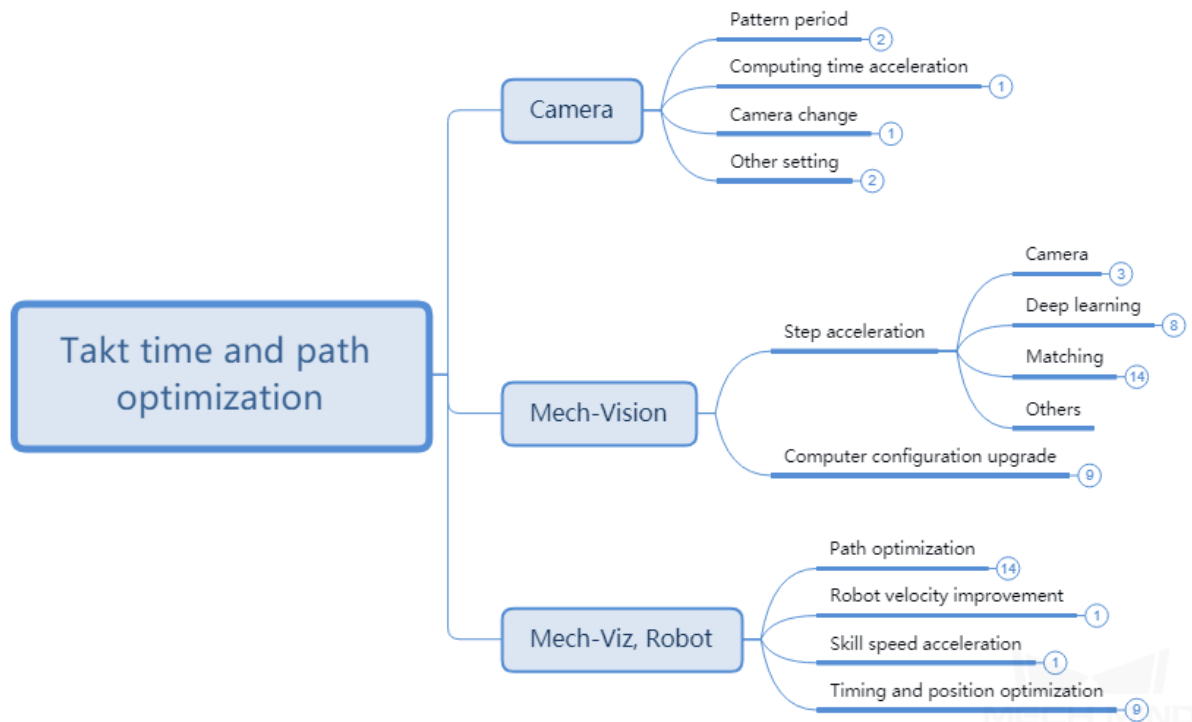 Pattern period
2
Computing time acceleration
1
Camera
Camera change
1
Other setting
2
Camera
3
Deep learning
8
Step acceleration
Matching
14
Takt time and path
optimization
Others
Mech-Vision
Computer configuration upgrade
9
Path optimization
14
Robot velocity improvement
1
Mech-Viz, Robot
Skill speed acceleration
1
Timing and position optimization
9